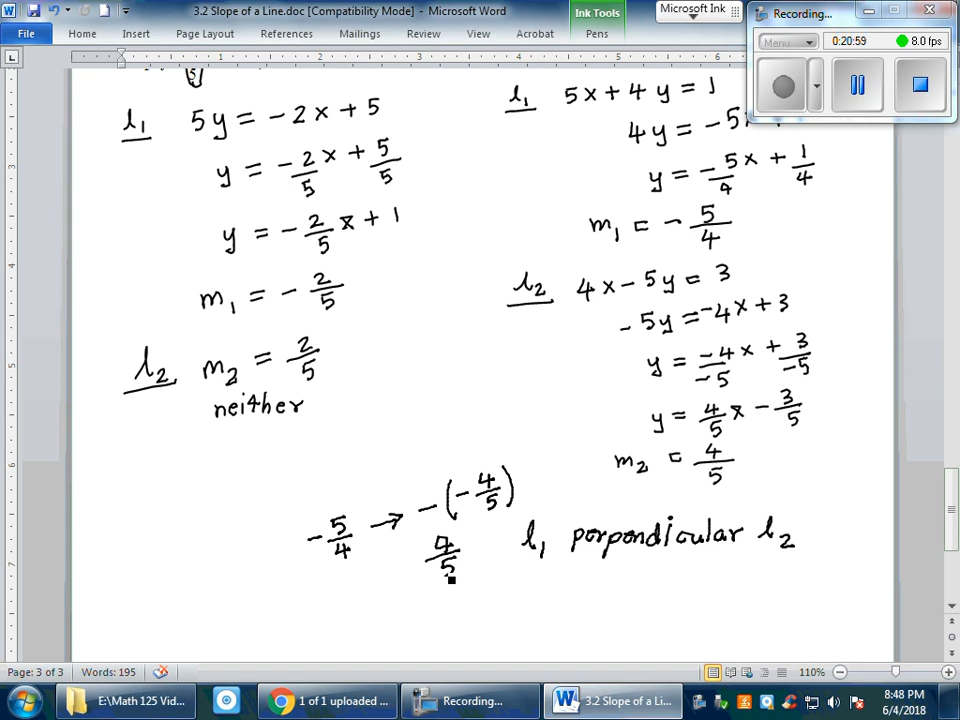 3.2 Slope of a Line.doc [Compatibility Mode] - Microsoft Word
Ink Tools
Microsoft Ink
Recording...
File Home Insert Page Layout References Mailings Review View Acrobat Pens
Menu 0:20:59 8.0 fps
l₁ 5y = -2x + 5
y = -2/5 x + 5/5
y = -2/5 x + 1
m₁ = -2/5
l₂ m₂ = 2/5
neither
l₁ 5x + 4y = 1
4y = -5x
y = -5/4 x + 1/4
m₁ = -5/4
l₂ 4x - 5y = 3
-5y = -4x + 3
y = -4/-5 x + 3/-5
y = 4/5 x - 3/5
m₂ = 4/5
-5/4 → -(-4/5)
4/5 l₁ perpendicular l₂
Page: 3 of 3 Words: 195 110%
E:\Math 125 Vide...
1 of 1 uploaded ...
Recording...
3.2 Slope of a Li...
8:48 PM
6/4/2018